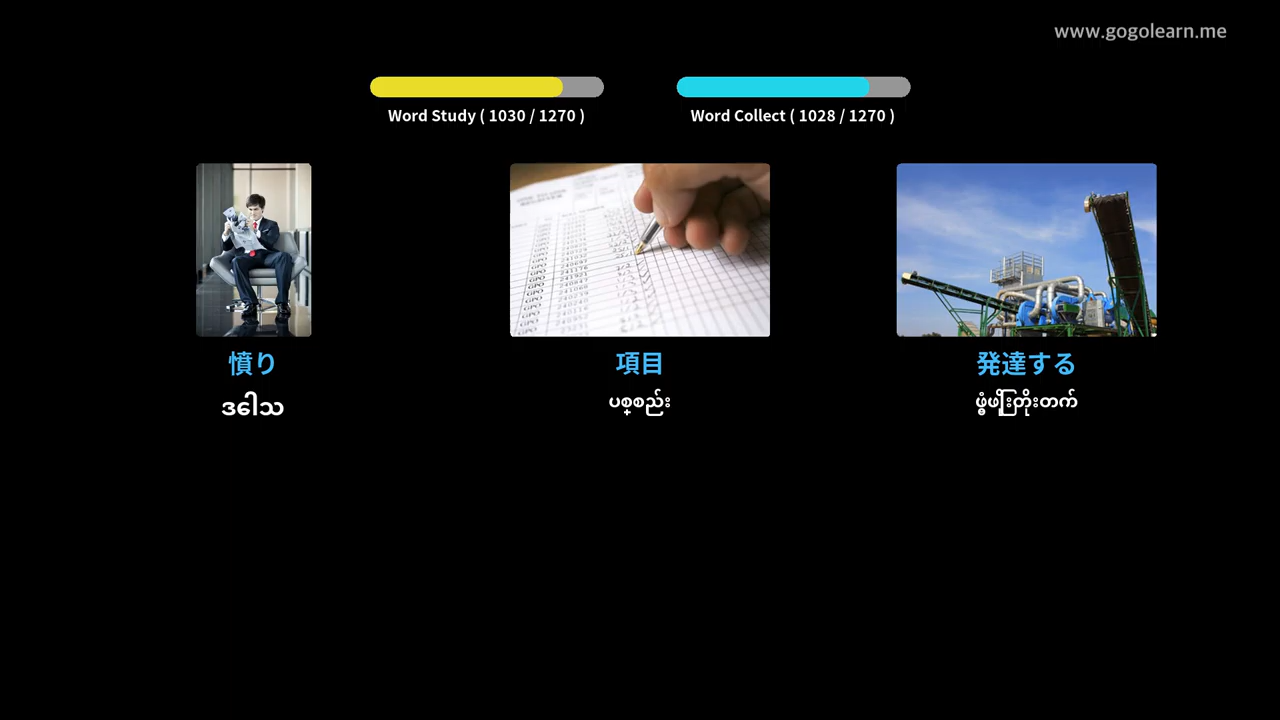 www.gogolearn.me
Word Study ( 1030 / 1270 )
Word Collect ( 1028 / 1270 )
憤り
項目
発達する
ဒေါသ
ပစ္စည်း
ဖွံ့ဖြိုးတိုးတက်